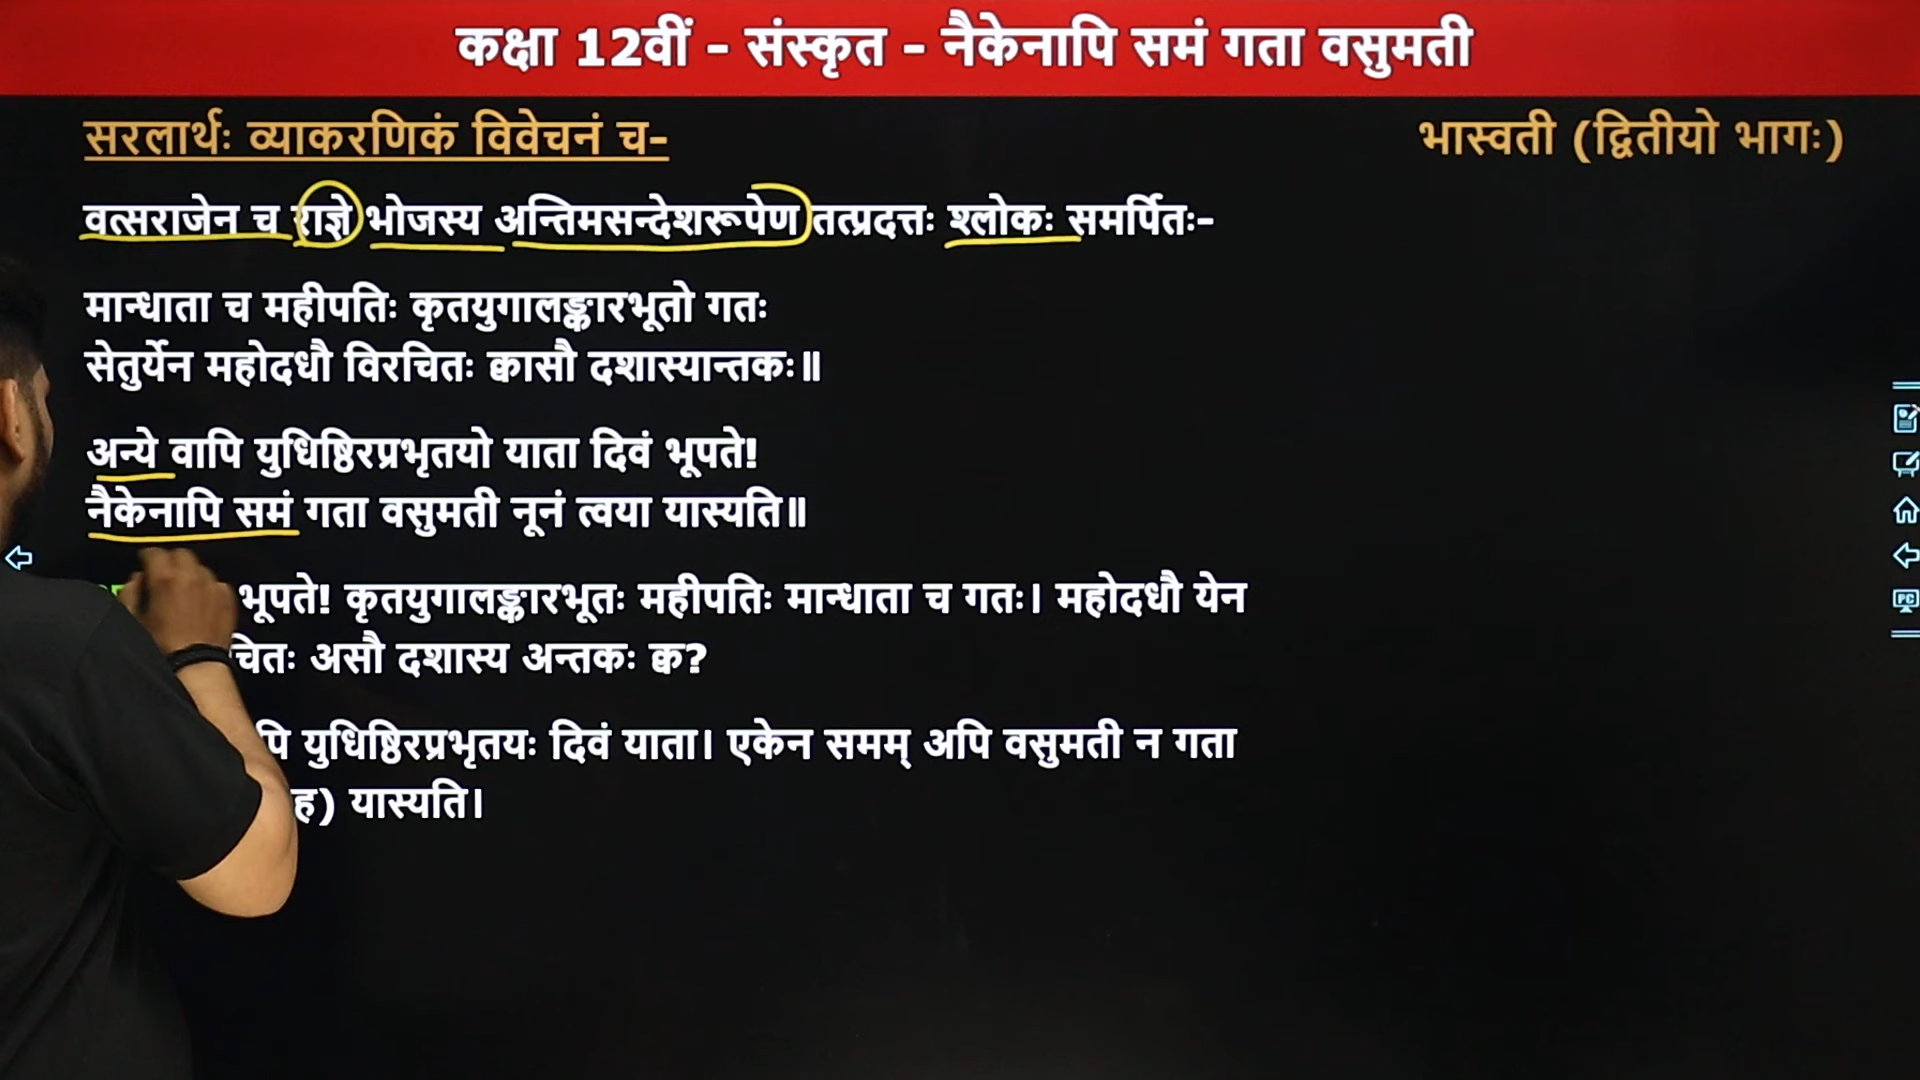 कक्षा 12वीं - संस्कृत - नैकेनापि समं गता वसुमती
सरलार्थः व्याकरणिकं विवेचनं च-
भास्वती (द्वितीयो भागः)
वत्सराजेन च राज्ञे भोजस्य अन्तिमसन्देशरूपेण तत्प्रदत्तः श्लोकः समर्पितः-
मान्धाता च महीपतिः कृतयुगालङ्कारभूतो गतः
सेतुर्येन महोदधौ विरचितः क्वासौ दशास्यान्तकः॥
अन्ये वापि युधिष्ठिरप्रभृतयो याता दिवं भूपते!
नैकेनापि समं गता वसुमती नूनं त्वया यास्यति॥
भूपते! कृतयुगालङ्कारभूतः महीपतिः मान्धाता च गतः। महोदधौ येन
चितः असौ दशास्य अन्तकः क्व?
पि युधिष्ठिरप्रभृतयः दिवं याता। एकेन समम् अपि वसुमती न गता
ह) यास्यति।